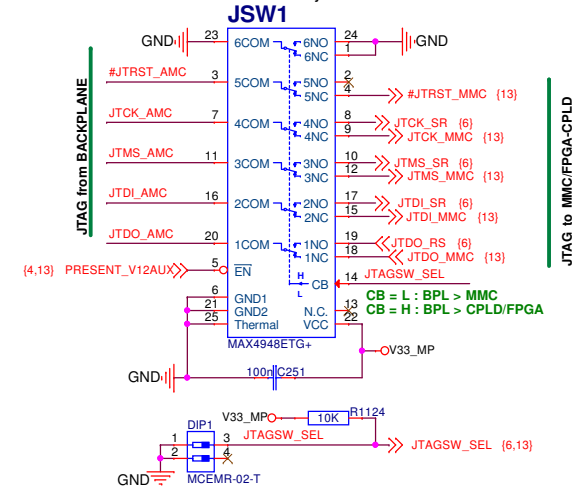 JSW1
GND 23 6COM 6NO 24 GND
6NC 1
#JTRST_AMC 3 5COM 5NO 2
5NC 4 #JTRST_MMC {13}
JTCK_AMC 7 4COM 4NO 8 JTCK_SR {6}
4NC 9 JTCK_MMC {13}
JTMS_AMC 11 3COM 3NO 10 JTMS_SR {6}
3NC 12 JTMS_MMC {13}
JTDI_AMC 16 2COM 2NO 17 JTDI_SR {6}
2NC 15 JTDI_MMC {13}
JTDO_AMC 20 1COM 1NO 19 JTDO_RS {6}
1NC 18 JTDO_MMC {13}
JTAG from BACKPLANE
JTAG to MMC/FPGA-CPLD
{4,13} PRESENT_V12AUX 5 EN
H
CB 14 JTAGSW_SEL
L
CB = L : BPL > MMC
CB = H : BPL > CPLD/FPGA
6 GND1
21 GND2 N.C. 13
25 Thermal VCC 22
MAX4948ETG+
V33_MP
GND 100n C251
V33_MP 10K R1124
DIP1
1 3 JTAGSW_SEL JTAGSW_SEL {6,13}
2 4
GND MCEMR-02-T